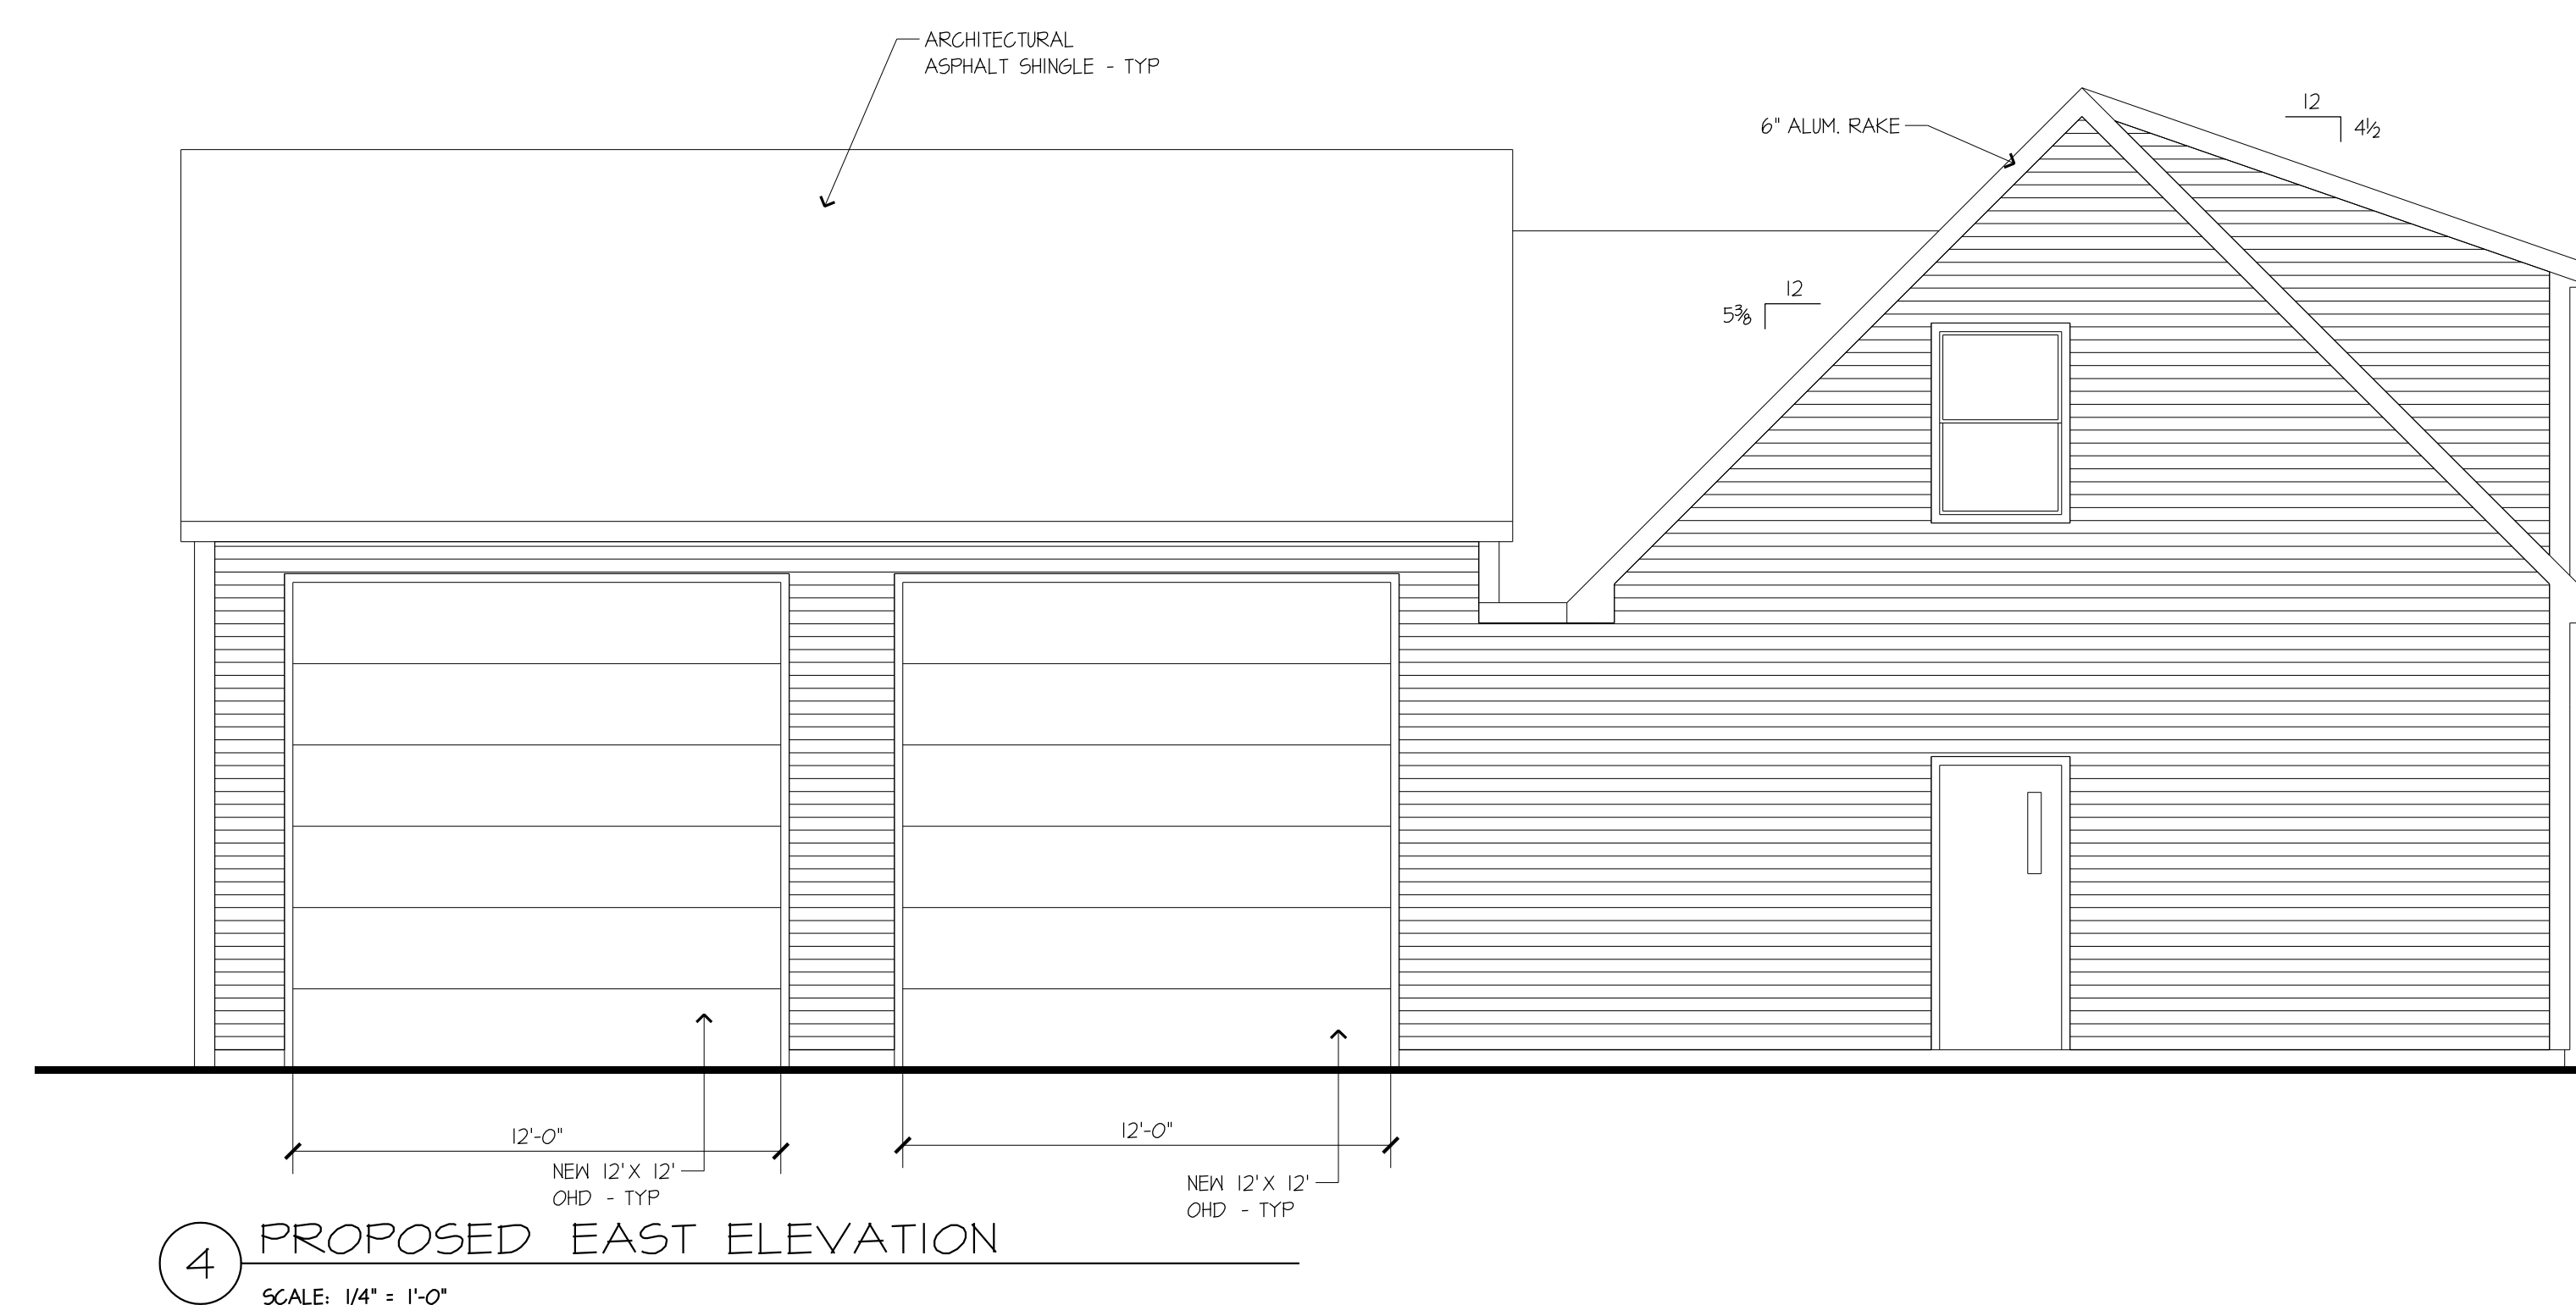 ARCHITECTURAL
ASPHALT SHINGLE - TYP
6" ALUM. RAKE
12
4½
12
5⅜
12'-0"
12'-0"
NEW 12' X 12'
OHD - TYP
NEW 12' X 12'
OHD - TYP
4
PROPOSED EAST ELEVATION
SCALE: 1/4" = 1'-0"